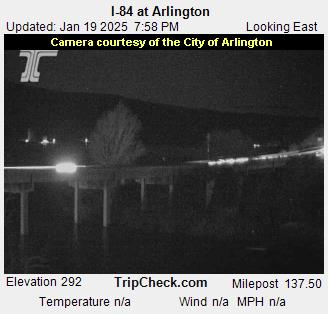 I-84 at Arlington
Updated: Jan 19 2025 7:58 PM Looking East
Camera courtesy of the City of Arlington
Elevation 292 TripCheck.com Milepost 137.50
Temperature n/a Wind n/a MPH n/a